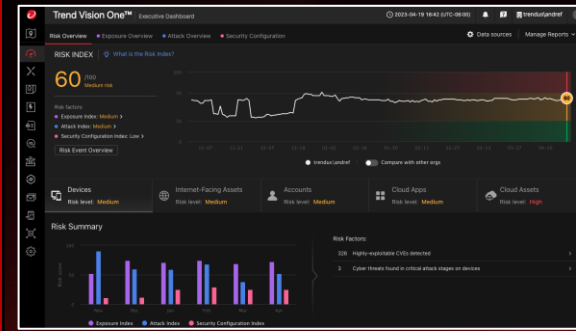 Trend Vision One™ Executive Dashboard
2023-04-19 18:42 (UTC-06:00)
trenduslandref
Risk Overview
Exposure Overview
Attack Overview
Security Configuration
Data sources
Manage Reports
RISK INDEX
What is the Risk Index?
60 /100
Medium risk
Risk factors:
Exposure Index: Medium >
Attack Index: Medium >
Security Configuration Index: Low >
Risk Event Overview
trenduslandref
Compare with other orgs
Devices
Risk level: Medium
Internet-Facing Assets
Risk level: Medium
Accounts
Risk level: Medium
Cloud Apps
Risk level: Medium
Cloud Assets
Risk level: High
Risk Summary
Risk score
Exposure Index
Attack Index
Security Configuration Index
Risk Factors:
326 Highly-exploitable CVEs detected
3 Cyber threats found in critical attack stages on devices